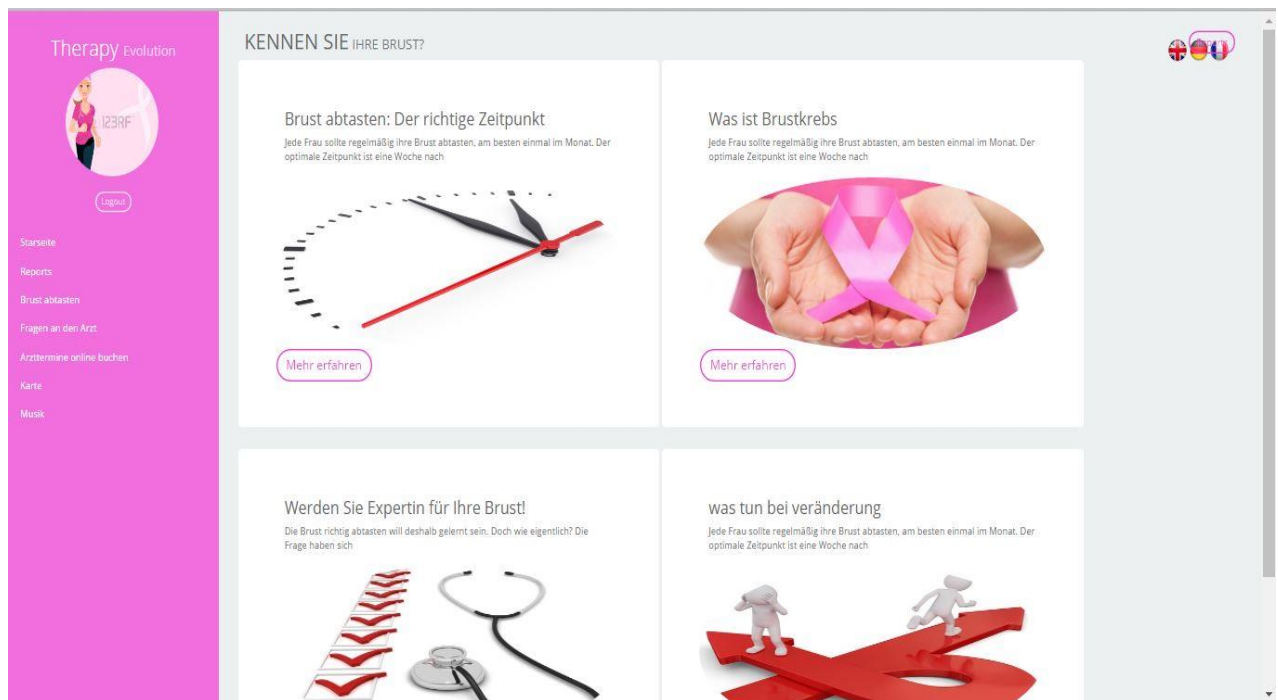 Therapy Evolution
123RF
Logout
Starseite
Reports
Brust abtasten
Fragen an den Arzt
Arzttermine online buchen
Karte
Musik
KENNEN SIE IHRE BRUST?
Brust abtasten: Der richtige Zeitpunkt
Jede Frau sollte regelmäßig ihre Brust abtasten, am besten einmal im Monat. Der
optimale Zeitpunkt ist eine Woche nach
Mehr erfahren
Was ist Brustkrebs
Jede Frau sollte regelmäßig ihre Brust abtasten, am besten einmal im Monat. Der
optimale Zeitpunkt ist eine Woche nach
Mehr erfahren
Werden Sie Expertin für Ihre Brust!
Die Brust richtig abtasten will deshalb gelernt sein. Doch wie eigentlich? Die
Frage haben sich
was tun bei veränderung
Jede Frau sollte regelmäßig ihre Brust abtasten, am besten einmal im Monat. Der
optimale Zeitpunkt ist eine Woche nach